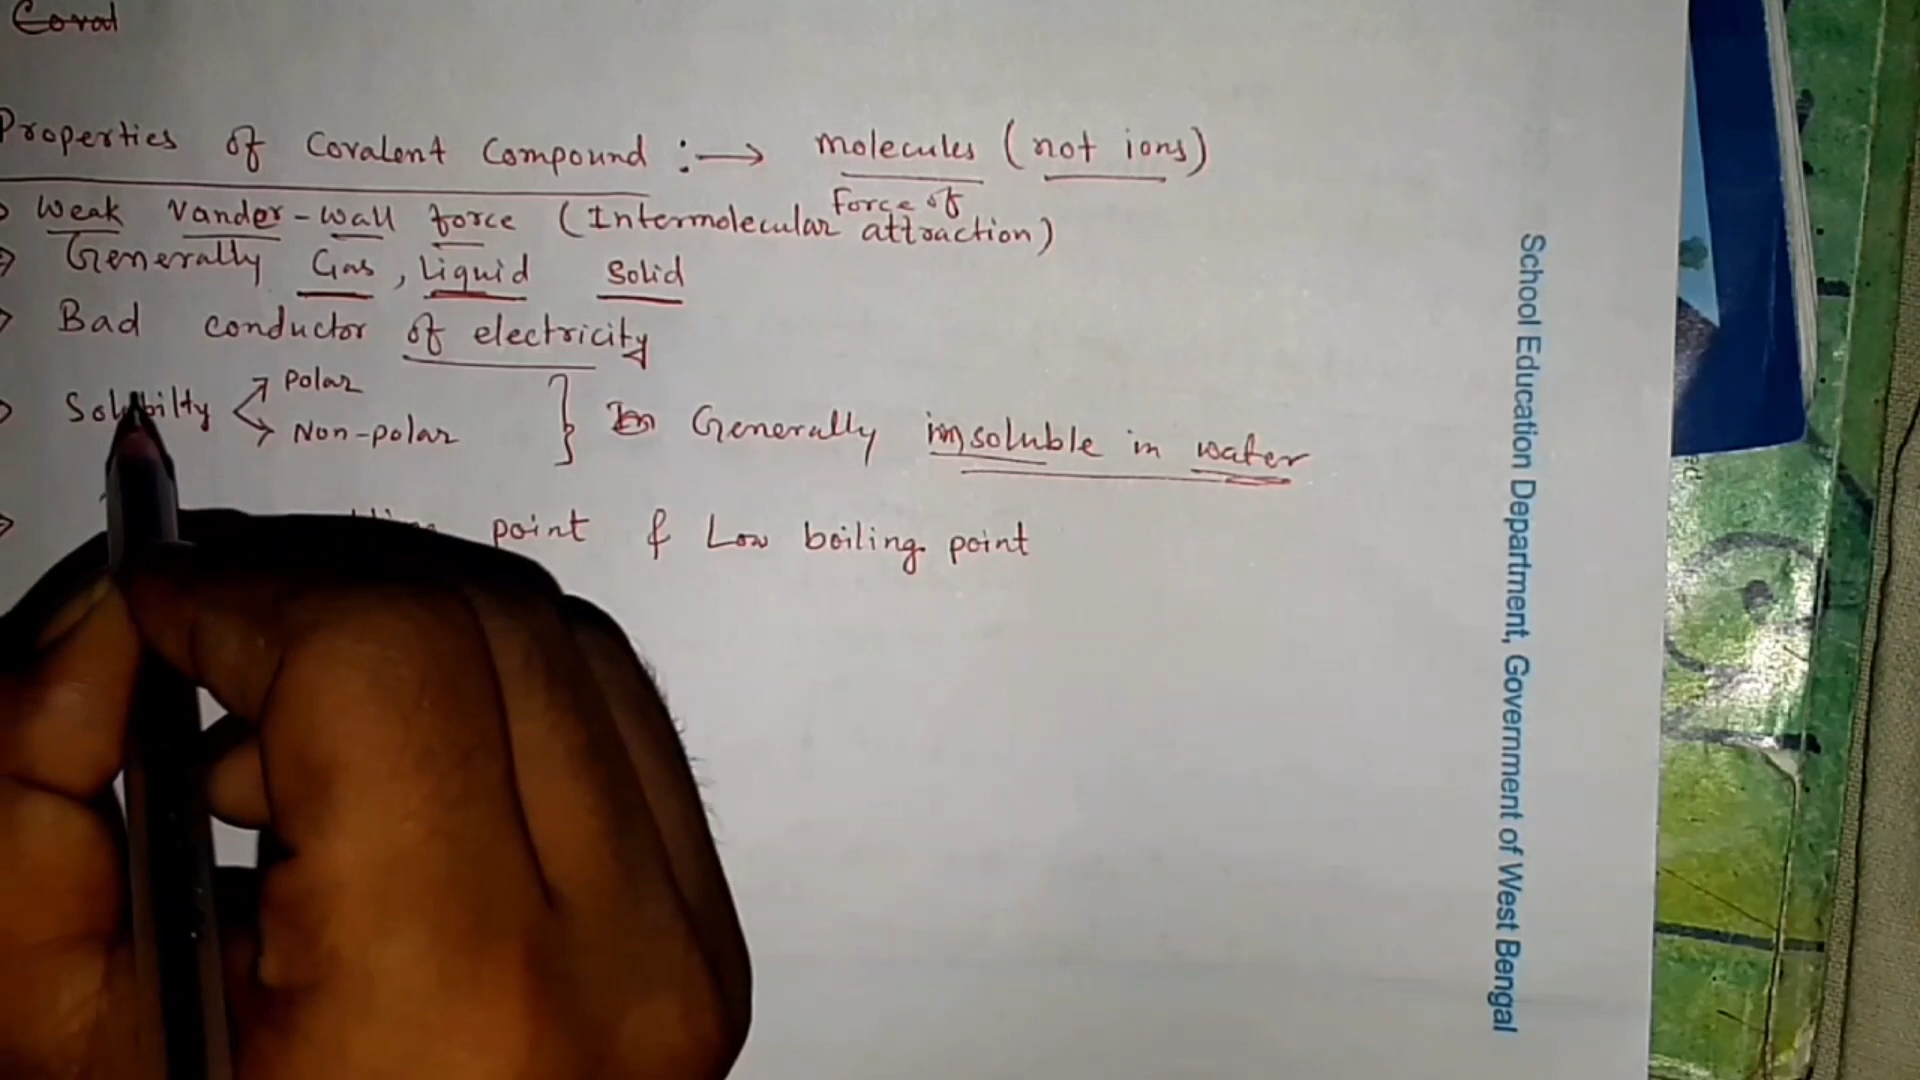 Coval
Properties of Covalent Compound :→ molecules (not ions)
→ Weak Vander-wall force (Intermolecular force of attraction)
→ Generally Gas, Liquid Solid
→ Bad conductor of electricity
→ Solubilty Polar Non-polar } Generally insoluble in water
→ point & Low boiling point
School Education Department, Government of West Bengal